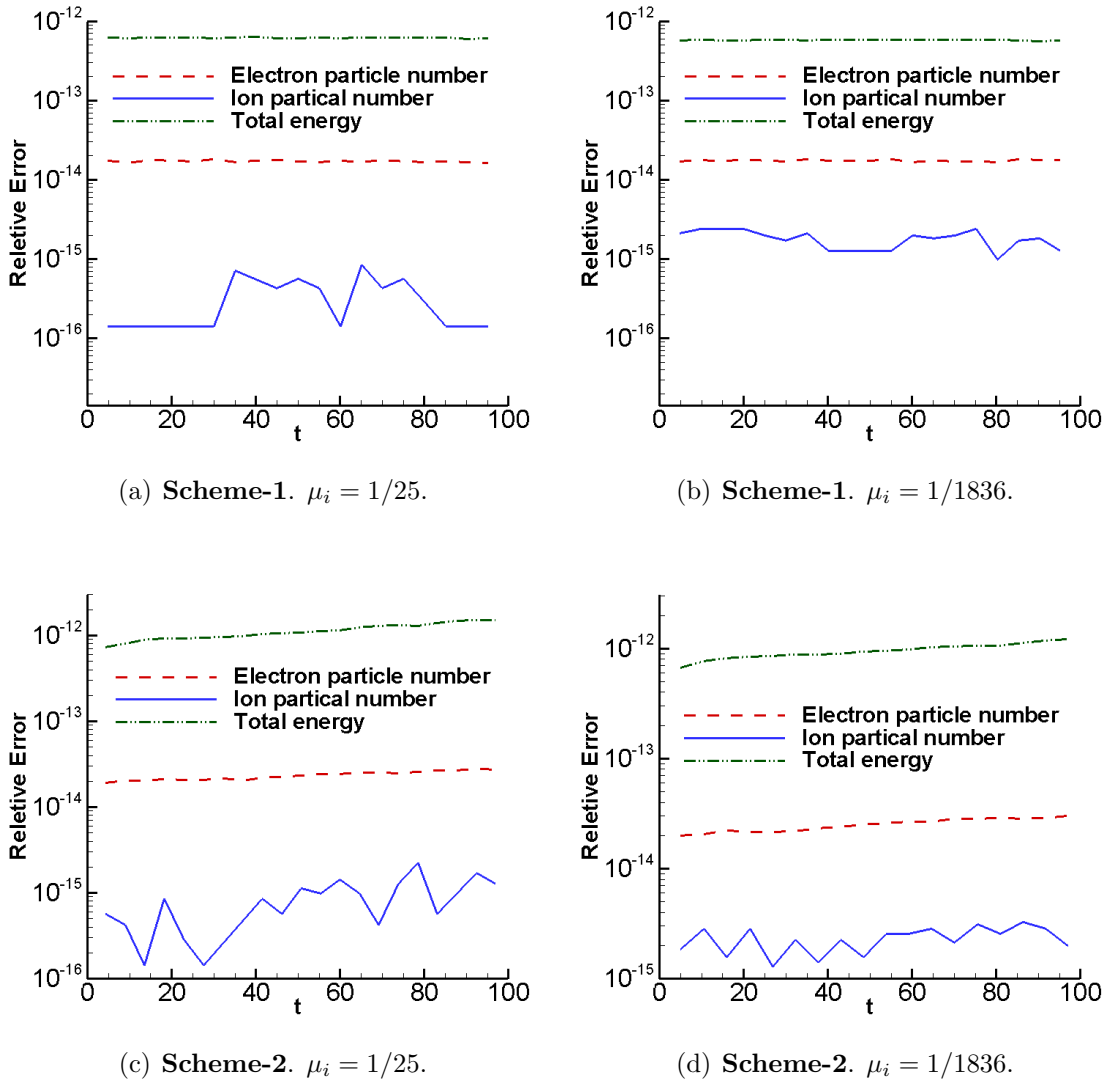 10^-12
10^-13
10^-14
10^-15
10^-16
Reletive Error
Electron particle number
Ion partical number
Total energy
0 20 40 60 80 100
t
(a) Scheme-1. μ_i = 1/25.
10^-12
10^-13
10^-14
10^-15
10^-16
Reletive Error
Electron particle number
Ion partical number
Total energy
0 20 40 60 80 100
t
(b) Scheme-1. μ_i = 1/1836.
10^-12
10^-13
10^-14
10^-15
10^-16
Reletive Error
Electron particle number
Ion partical number
Total energy
0 20 40 60 80 100
t
(c) Scheme-2. μ_i = 1/25.
10^-12
10^-13
10^-14
10^-15
Reletive Error
Electron particle number
Ion partical number
Total energy
0 20 40 60 80 100
t
(d) Scheme-2. μ_i = 1/1836.